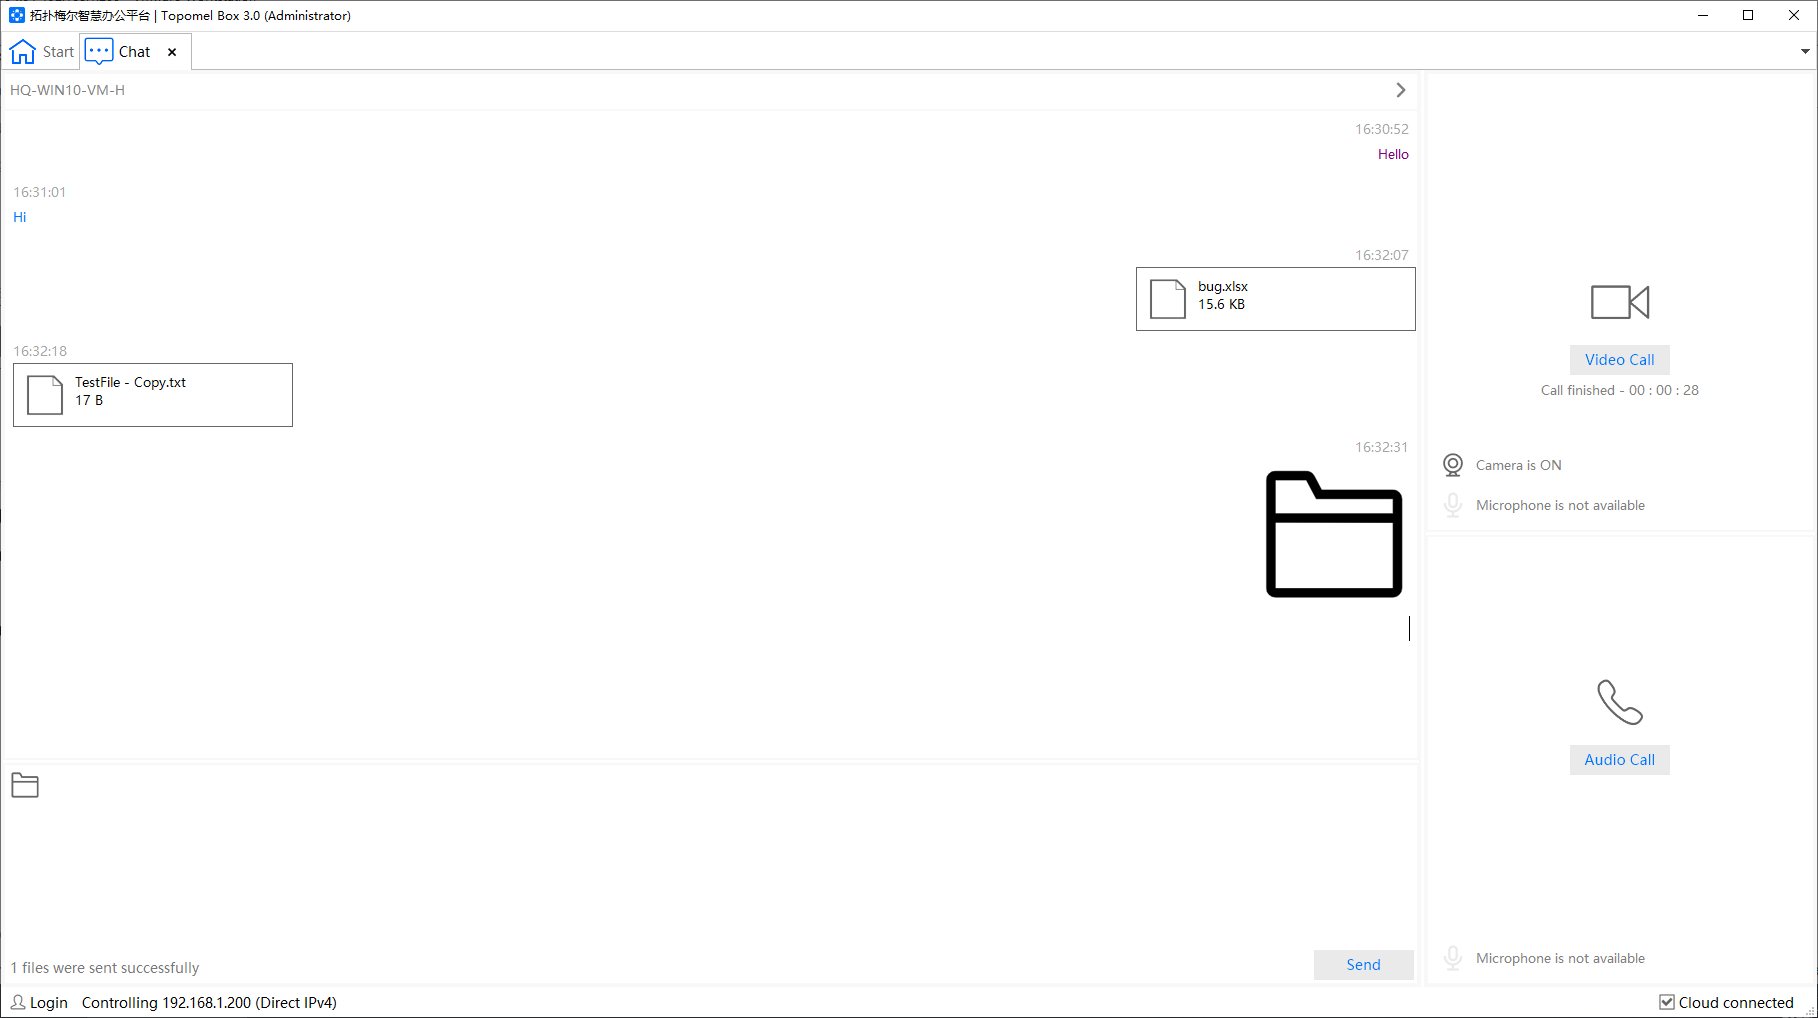 拓扑梅尔智慧办公平台 | Topomel Box 3.0 (Administrator)
Start
Chat
HQ-WIN10-VM-H
16:30:52
Hello
16:31:01
Hi
16:32:07
bug.xlsx
15.6 KB
16:32:18
TestFile - Copy.txt
17 B
16:32:31
1 files were sent successfully
Send
Video Call
Call finished - 00 : 00 : 28
Camera is ON
Microphone is not available
Audio Call
Microphone is not available
Login Controlling 192.168.1.200 (Direct IPv4)
Cloud connected